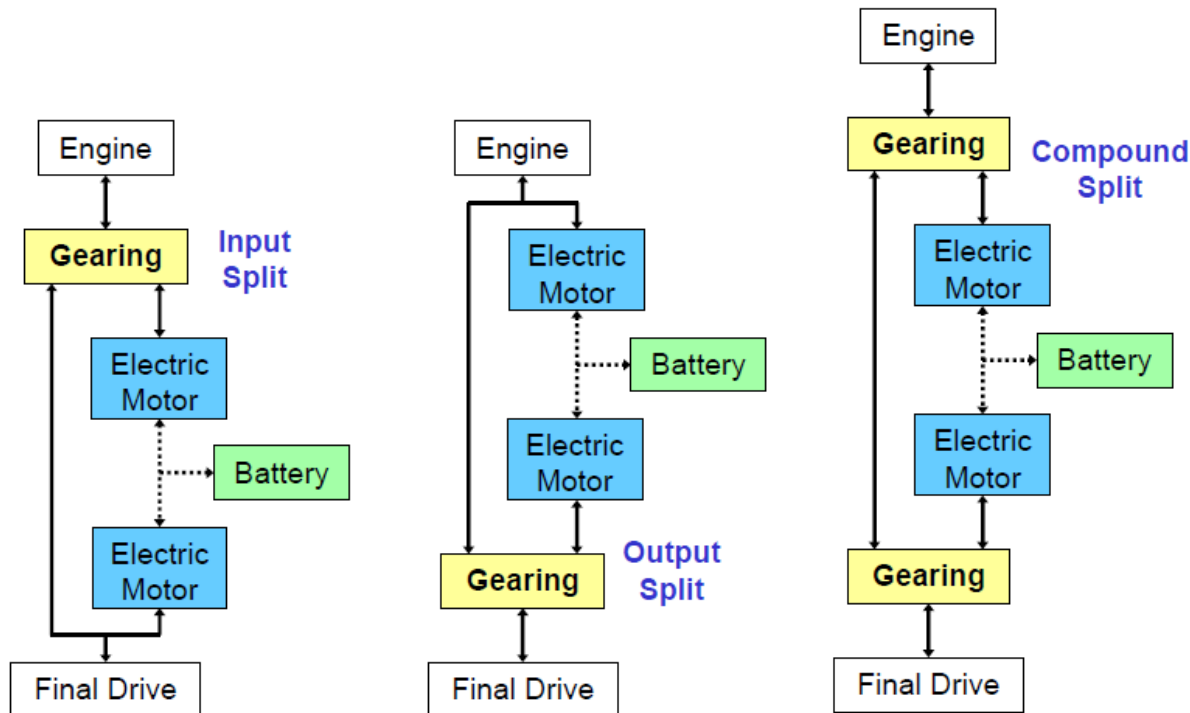 Engine
Gearing
Input
Split
Electric
Motor
Battery
Electric
Motor
Final Drive
Engine
Electric
Motor
Battery
Electric
Motor
Gearing
Output
Split
Final Drive
Engine
Gearing
Compound
Split
Electric
Motor
Battery
Electric
Motor
Gearing
Final Drive